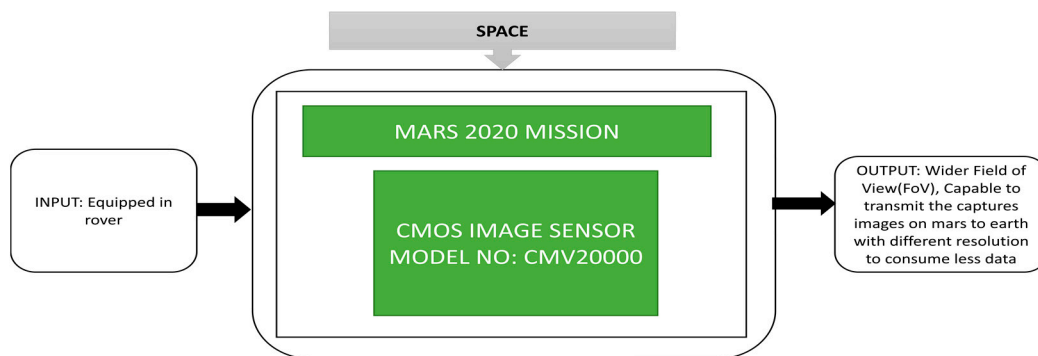 SPACE
MARS 2020 MISSION
INPUT: Equipped in
rover
CMOS IMAGE SENSOR
MODEL NO: CMV20000
OUTPUT: Wider Field of
View(FoV), Capable to
transmit the captures
images on mars to earth
with different resolution
to consume less data